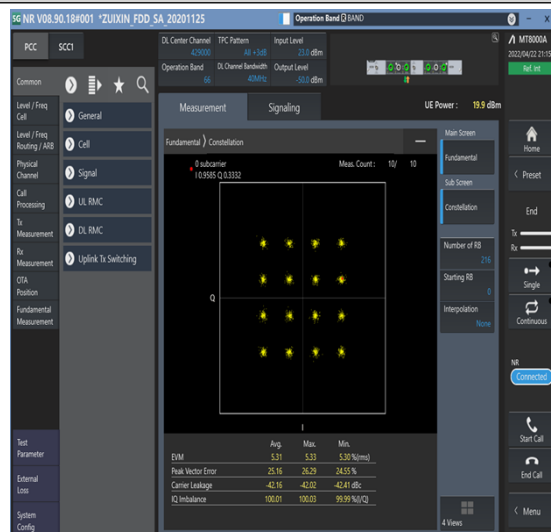 5G NR V08.90.18#001 *ZUIXIN_FDD_SA_20201125
Operation Band BAND
PCC SCC1
DL Center Channel TPC Pattern Input Level
429000 All +3dB 23.0 dBm
Operation Band DL Channel Bandwidth Output Level
66 40MHz -50.0 dBm
MT8000A
2022/04/22 21:15
Ref. Int
Common
Level / Freq
Cell
Level / Freq
Routing / ARB
Physical
Channel
Call
Processing
Tx
Measurement
Rx
Measurement
OTA
Position
Fundamental
Measurement
Test
Parameter
External
Loss
System
Config
General
Cell
Signal
UL RMC
DL RMC
Uplink Tx Switching
Measurement Signaling
UE Power : 19.9 dBm
Fundamental Constellation
0 subcarrier Meas. Count : 10/ 10
I 0.9585 Q 0.3332
Q
I
Avg. Max. Min.
EVM 5.31 5.33 5.30 %(rms)
Peak Vector Error 25.16 26.29 24.55 %
Carrier Leakage -42.16 -42.02 -42.41 dBc
IQ Imbalance 100.01 100.03 99.99 %(I/Q)
Main Screen
Fundamental
Sub Screen
Constellation
Number of RB
216
Starting RB
0
Interpolation
None
4 Views
Home
Preset
End
Tx
Rx
Single
Continuous
NR
Connected
Start Call
End Call
Menu